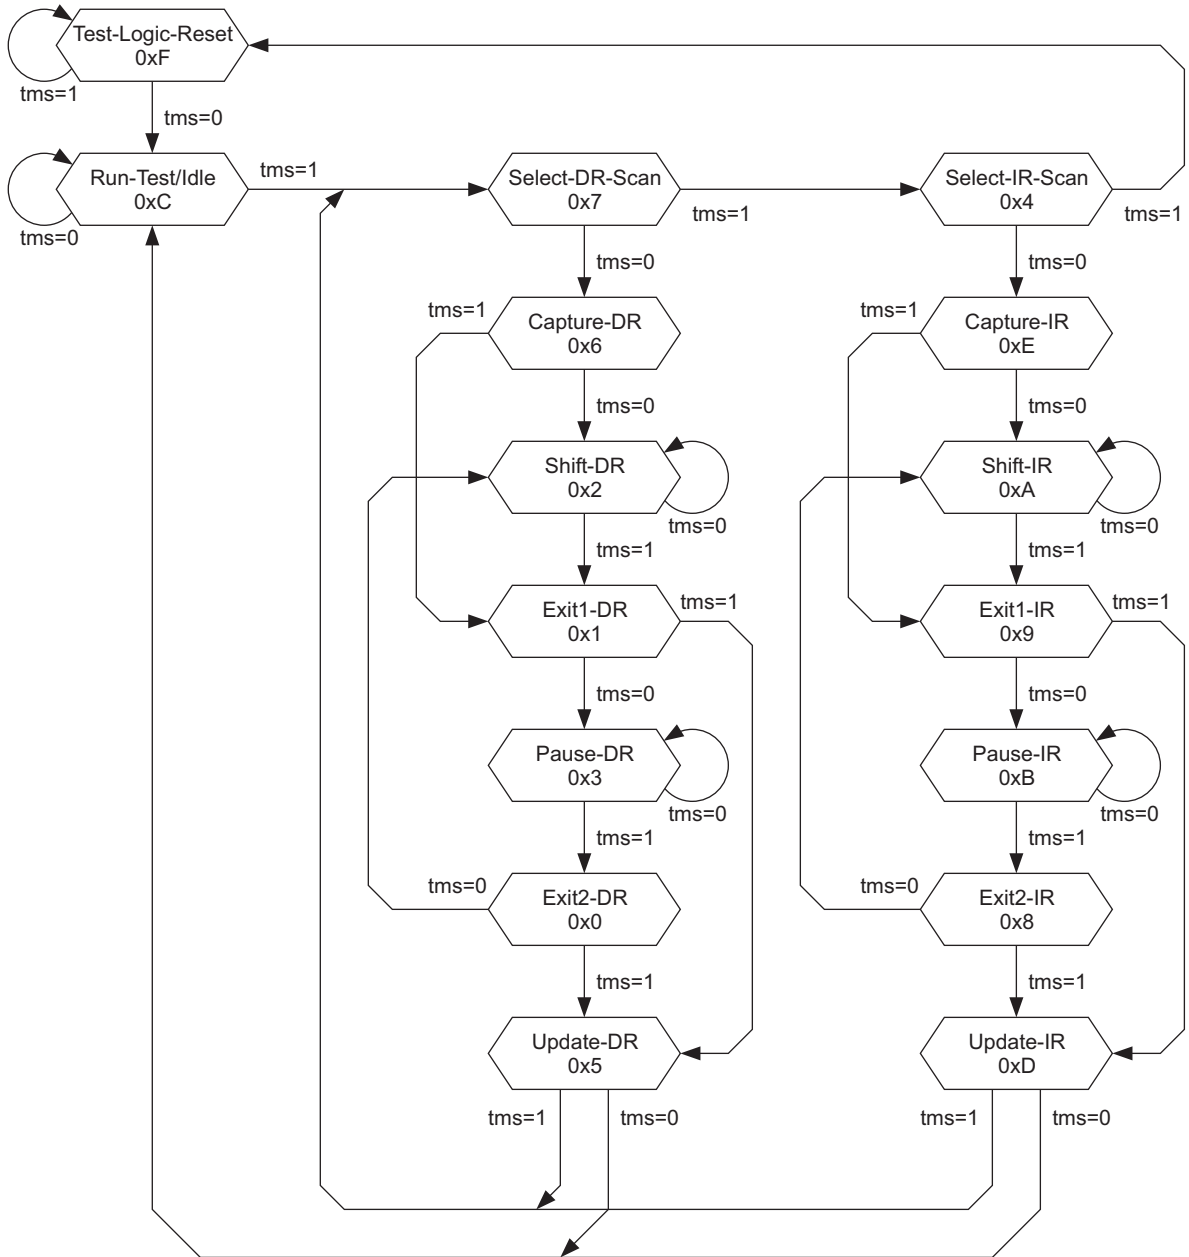 Test-Logic-Reset
0xF
tms=1
tms=0
Run-Test/Idle
0xC
tms=1
tms=0
Select-DR-Scan
0x7
tms=1
Select-IR-Scan
0x4
tms=1
tms=0
tms=0
tms=1
Capture-DR
0x6
tms=1
Capture-IR
0xE
tms=0
tms=0
Shift-DR
0x2
tms=0
Shift-IR
0xA
tms=0
tms=1
tms=1
Exit1-DR
0x1
tms=1
Exit1-IR
0x9
tms=1
tms=0
tms=0
Pause-DR
0x3
tms=0
Pause-IR
0xB
tms=0
tms=1
tms=1
tms=0
Exit2-DR
0x0
tms=0
Exit2-IR
0x8
tms=1
tms=1
Update-DR
0x5
Update-IR
0xD
tms=1
tms=0
tms=1
tms=0